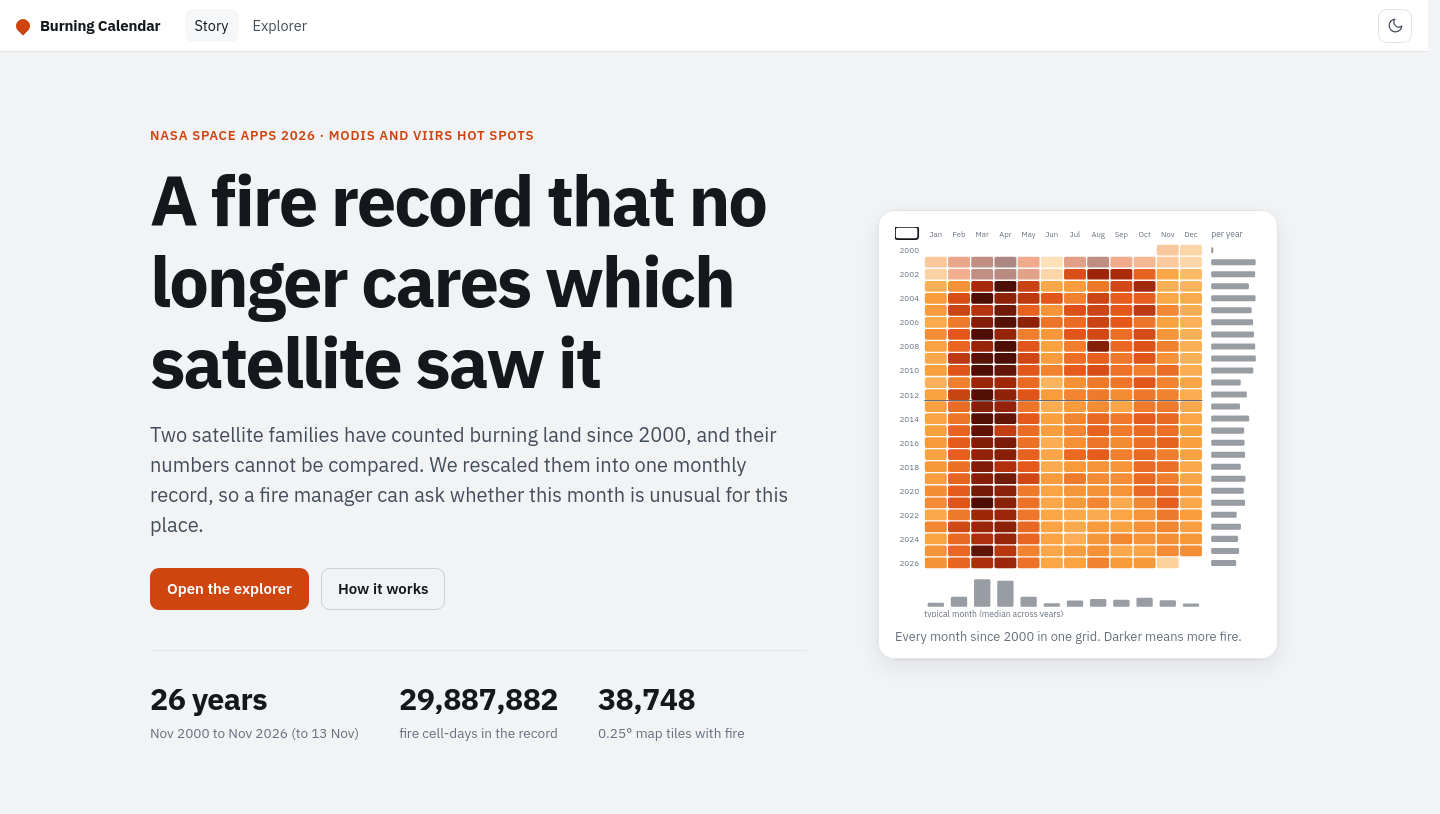 Burning Calendar
Story
Explorer
NASA SPACE APPS 2026 · MODIS AND VIIRS HOT SPOTS
A fire record that no
longer cares which
satellite saw it
Two satellite families have counted burning land since 2000, and their
numbers cannot be compared. We rescaled them into one monthly
record, so a fire manager can ask whether this month is unusual for this
place.
Open the explorer
How it works
26 years
Nov 2000 to Nov 2026 (to 13 Nov)
29,887,882
fire cell-days in the record
38,748
0.25° map tiles with fire
Jan Feb Mar Apr May Jun Jul Aug Sep Oct Nov Dec per year
2000
2002
2004
2006
2008
2010
2012
2014
2016
2018
2020
2022
2024
2026
typical month (median across years)
Every month since 2000 in one grid. Darker means more fire.